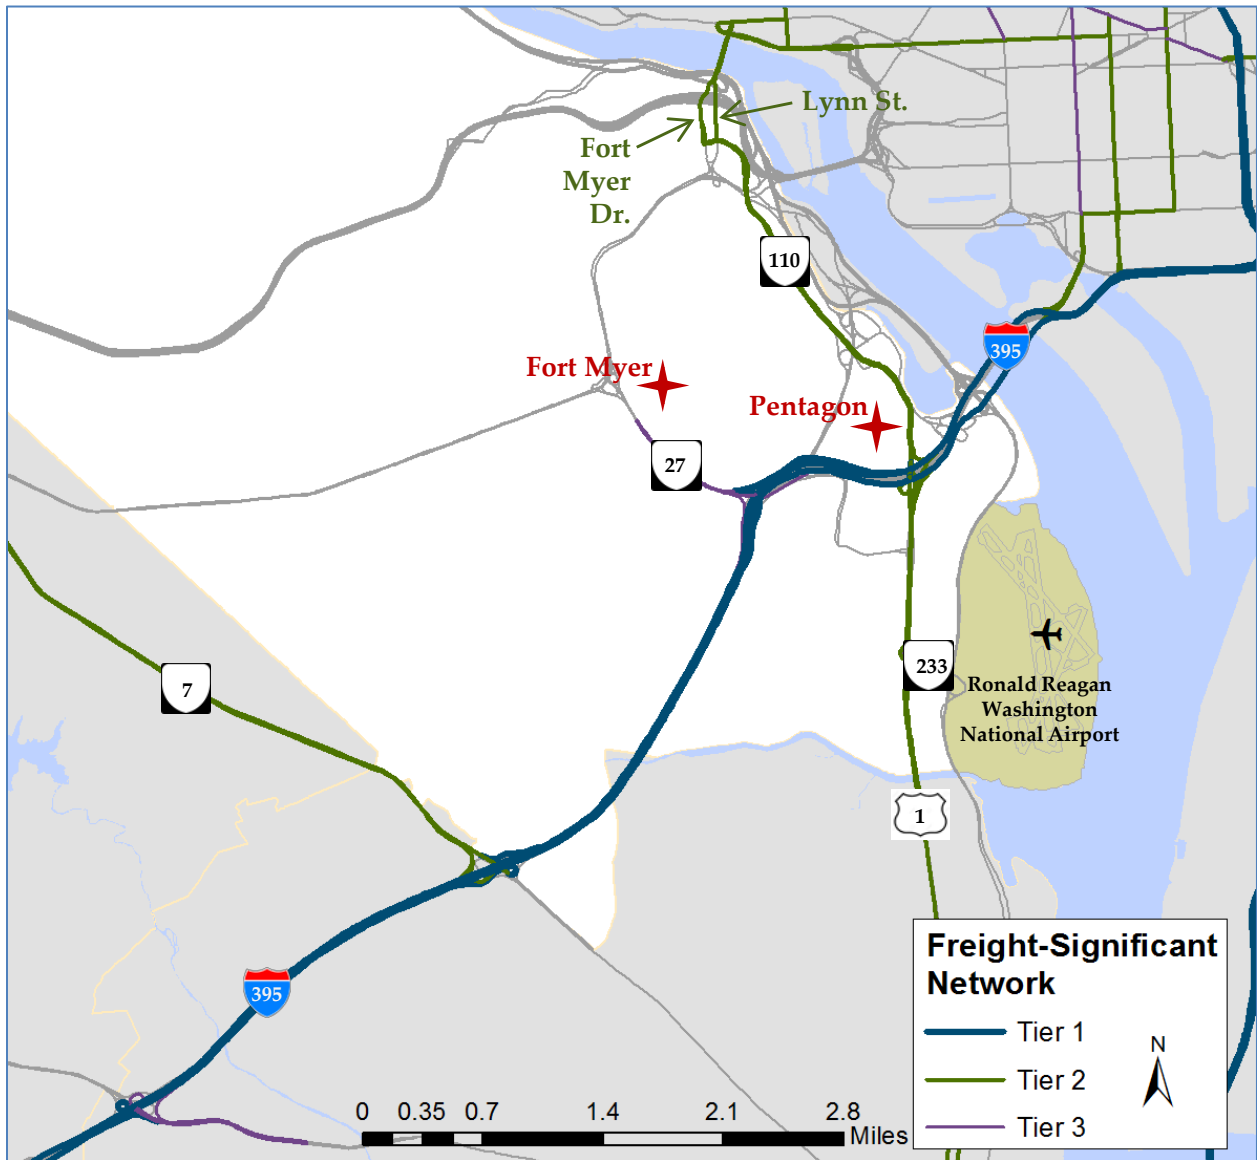 Lynn St.
Fort
Myer
Dr.
110
395
Fort Myer
Pentagon
27
7
233
Ronald Reagan
Washington
National Airport
1
395
Freight-Significant
Network
Tier 1
Tier 2
Tier 3
N
0 0.35 0.7 1.4 2.1 2.8
Miles